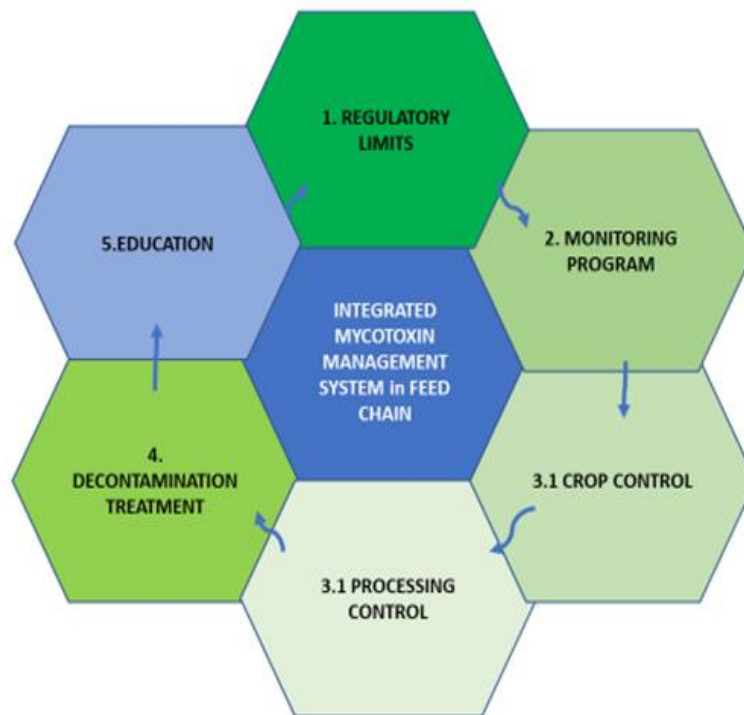 1. REGULATORY
LIMITS
2. MONITORING
PROGRAM
3.1 CROP CONTROL
3.1 PROCESSING
CONTROL
4.
DECONTAMINATION
TREATMENT
5.EDUCATION
INTEGRATED
MYCOTOXIN
MANAGEMENT
SYSTEM in FEED
CHAIN